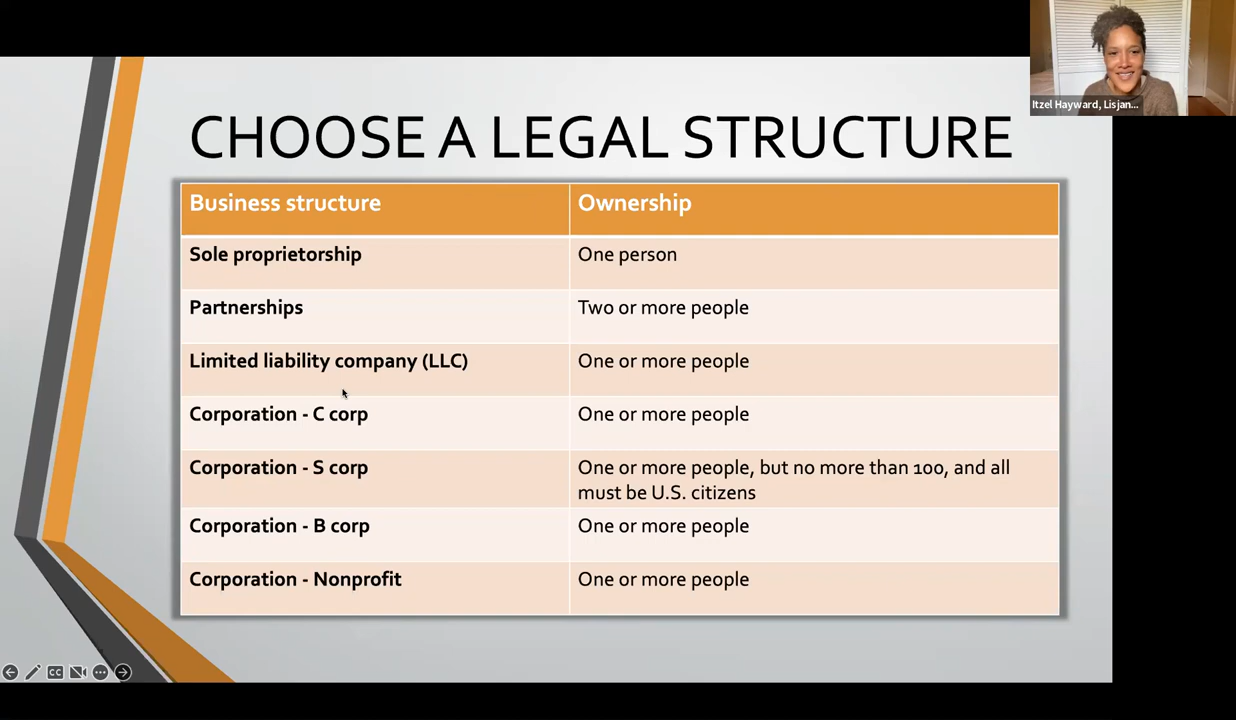 Itzel Hayward, Lisjan...
CHOOSE A LEGAL STRUCTURE
Business structure
Ownership
Sole proprietorship
One person
Partnerships
Two or more people
Limited liability company (LLC)
One or more people
Corporation - C corp
One or more people
Corporation - S corp
One or more people, but no more than 100, and all
must be U.S. citizens
Corporation - B corp
One or more people
Corporation - Nonprofit
One or more people
CC